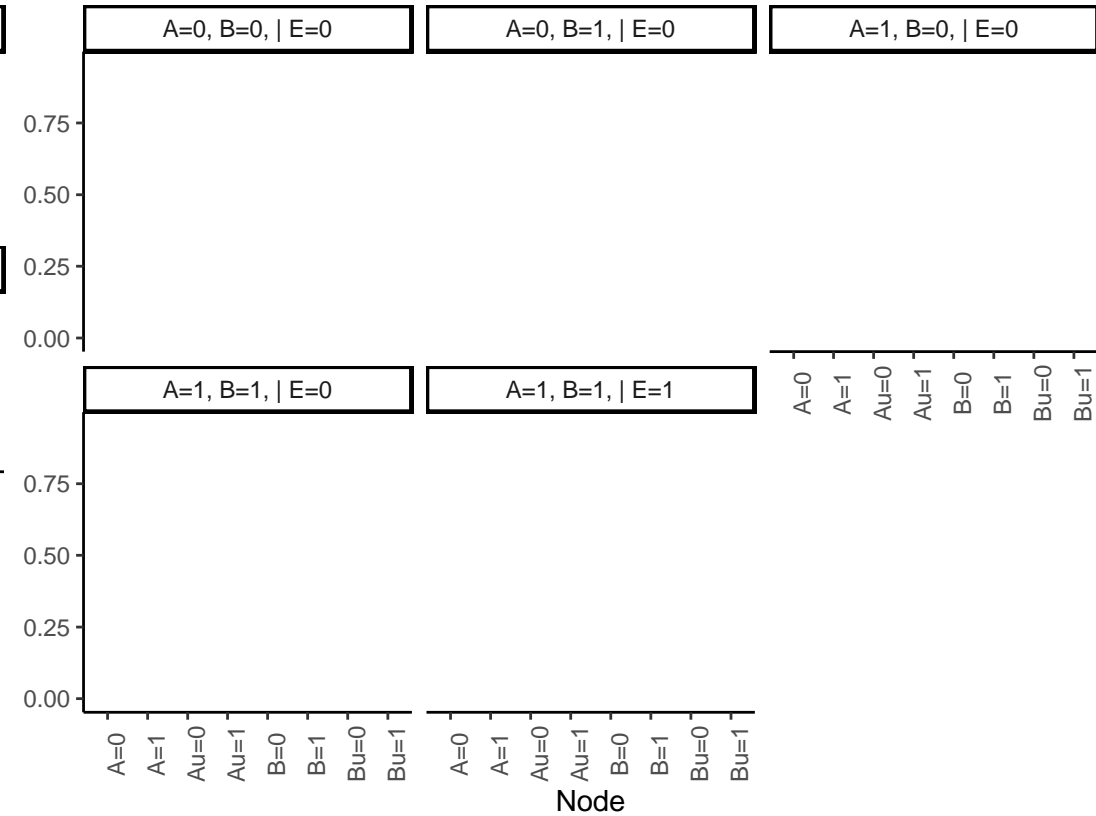 A=0, B=0, | E=0
A=0, B=1, | E=0
A=1, B=0, | E=0
0.75
0.50
0.25
0.00
A=0
A=1
Au=0
Au=1
B=0
B=1
Bu=0
Bu=1
A=1, B=1, | E=0
A=1, B=1, | E=1
0.75
0.50
0.25
0.00
A=0
A=1
Au=0
Au=1
B=0
B=1
Bu=0
Bu=1
A=0
A=1
Au=0
Au=1
B=0
B=1
Bu=0
Bu=1
Node